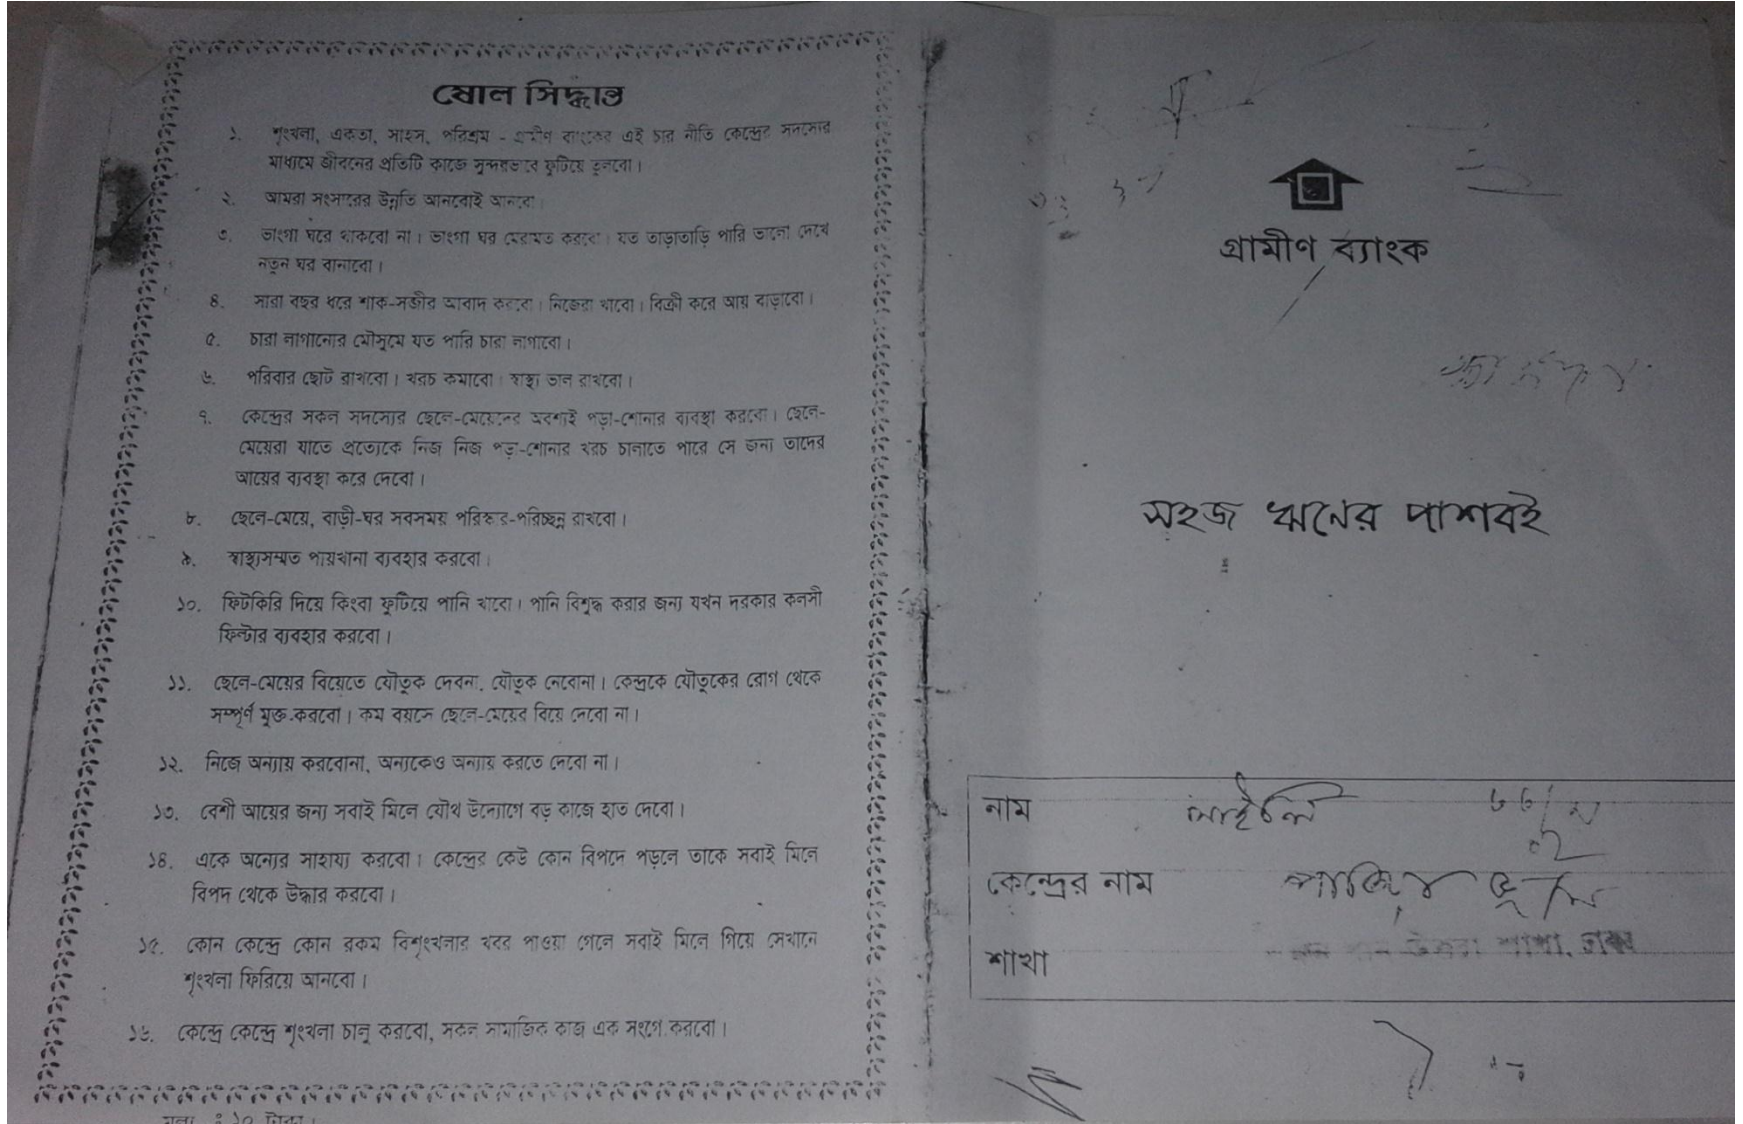 ষোল সিদ্ধান্ত
১. শৃংখলা, একতা, সাহস, পরিশ্রম - গ্রামীণ ব্যাংকের এই চার নীতি কেন্দ্রের সদস্যের
মাধ্যমে জীবনের প্রতিটি কাজে সুন্দরভাবে ফুটিয়ে তুলবো।
২. আমরা সংসারের উন্নতি আনবোই আনবো।
৩. ভাংগা ঘরে থাকবো না। ভাংগা ঘর মেরামত করবো। যত তাড়াতাড়ি পারি ভালো দেখে
নতুন ঘর বানাবো।
৪. সারা বছর ধরে শাক-সব্জীর আবাদ করবো। নিজেরা খাবো। বিক্রী করে আয় বাড়াবো।
৫. চারা লাগানোর মৌসুমে যত পারি চারা লাগাবো।
৬. পরিবার ছোট রাখবো। খরচ কমাবো। স্বাস্থ্য ভাল রাখবো।
৭. কেন্দ্রের সকল সদস্যের ছেলে-মেয়েদের অবশ্যই পড়া-শোনার ব্যবস্থা করবো। ছেলে-
মেয়েরা যাতে প্রত্যেকে নিজ নিজ পড়া-শোনার খরচ চালাতে পারে সে জন্য তাদের
আয়ের ব্যবস্থা করে দেবো।
৮. ছেলে-মেয়ে, বাড়ী-ঘর সবসময় পরিস্কার-পরিচ্ছন্ন রাখবো।
৯. স্বাস্থ্যসম্মত পায়খানা ব্যবহার করবো।
১০. ফিটকিরি দিয়ে কিংবা ফুটিয়ে পানি খাবো। পানি বিশুদ্ধ করার জন্য যখন দরকার কলসী
ফিল্টার ব্যবহার করবো।
১১. ছেলে-মেয়ের বিয়েতে যৌতুক দেবনা, যৌতুক নেবোনা। কেন্দ্রকে যৌতুকের রোগ থেকে
সম্পূর্ণ মুক্ত করবো। কম বয়সে ছেলে-মেয়ের বিয়ে দেবো না।
১২. নিজে অন্যায় করবোনা, অন্যকেও অন্যায় করতে দেবো না।
১৩. বেশী আয়ের জন্য সবাই মিলে যৌথ উদ্যোগে বড় কাজে হাত দেবো।
১৪. একে অন্যের সাহায্য করবো। কেন্দ্রের কেউ কোন বিপদে পড়লে তাকে সবাই মিলে
বিপদ থেকে উদ্ধার করবো।
১৫. কোন কেন্দ্রে কোন রকম বিশৃংখলার খবর পাওয়া গেলে সবাই মিলে গিয়ে সেখানে
শৃংখলা ফিরিয়ে আনবো।
১৬. কেন্দ্রে কেন্দ্রে শৃংখলা চালু করবো, সকল সামাজিক কাজ এক সংগে করবো।
মূল্য : ১০ টাকা।
গ্রামীণ ব্যাংক
সহজ ঋনের পাশবই
নাম লাইলি
কেন্দ্রের নাম
শাখা উত্তরা শাখা, ঢাকা